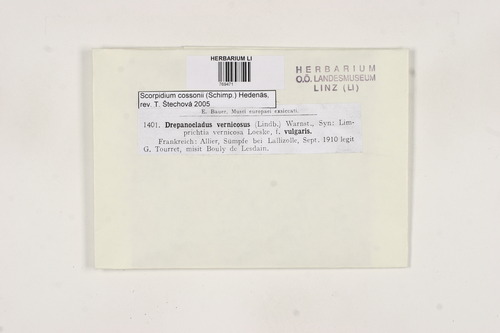 HERBARIUM LI
789471
HERBARIUM
O.Ö. LANDESMUSEUM
LINZ (LI)
Scorpidium cossonii (Schimp.) Hedenäs,
rev. T. Štechová 2005
E. Bauer, Musci europaei exsiccati.
1401. Drepanocladus vernicosus (Lindb.) Warnst., Syn: Lim-
prichtia vernicosa Loeske, f. vulgaris.
Frankreich: Allier, Sümpfe bei Laflizolle, Sept. 1910 legit
G. Tourret, misit Bouly de Lesdain.